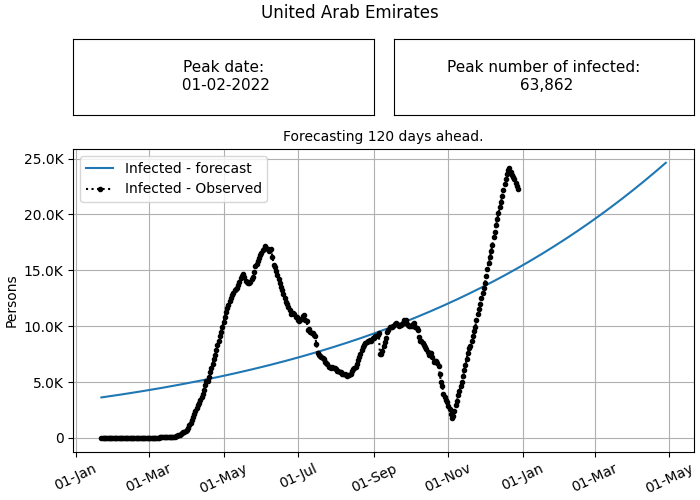 United Arab Emirates
Peak date:
01-02-2022
Peak number of infected:
63,862
Forecasting 120 days ahead.
Infected - forecast
Infected - Observed
25.0K
20.0K
15.0K
10.0K
5.0K
0
Persons
01-Jan
01-Mar
01-May
01-Jul
01-Sep
01-Nov
01-Jan
01-Mar
01-May